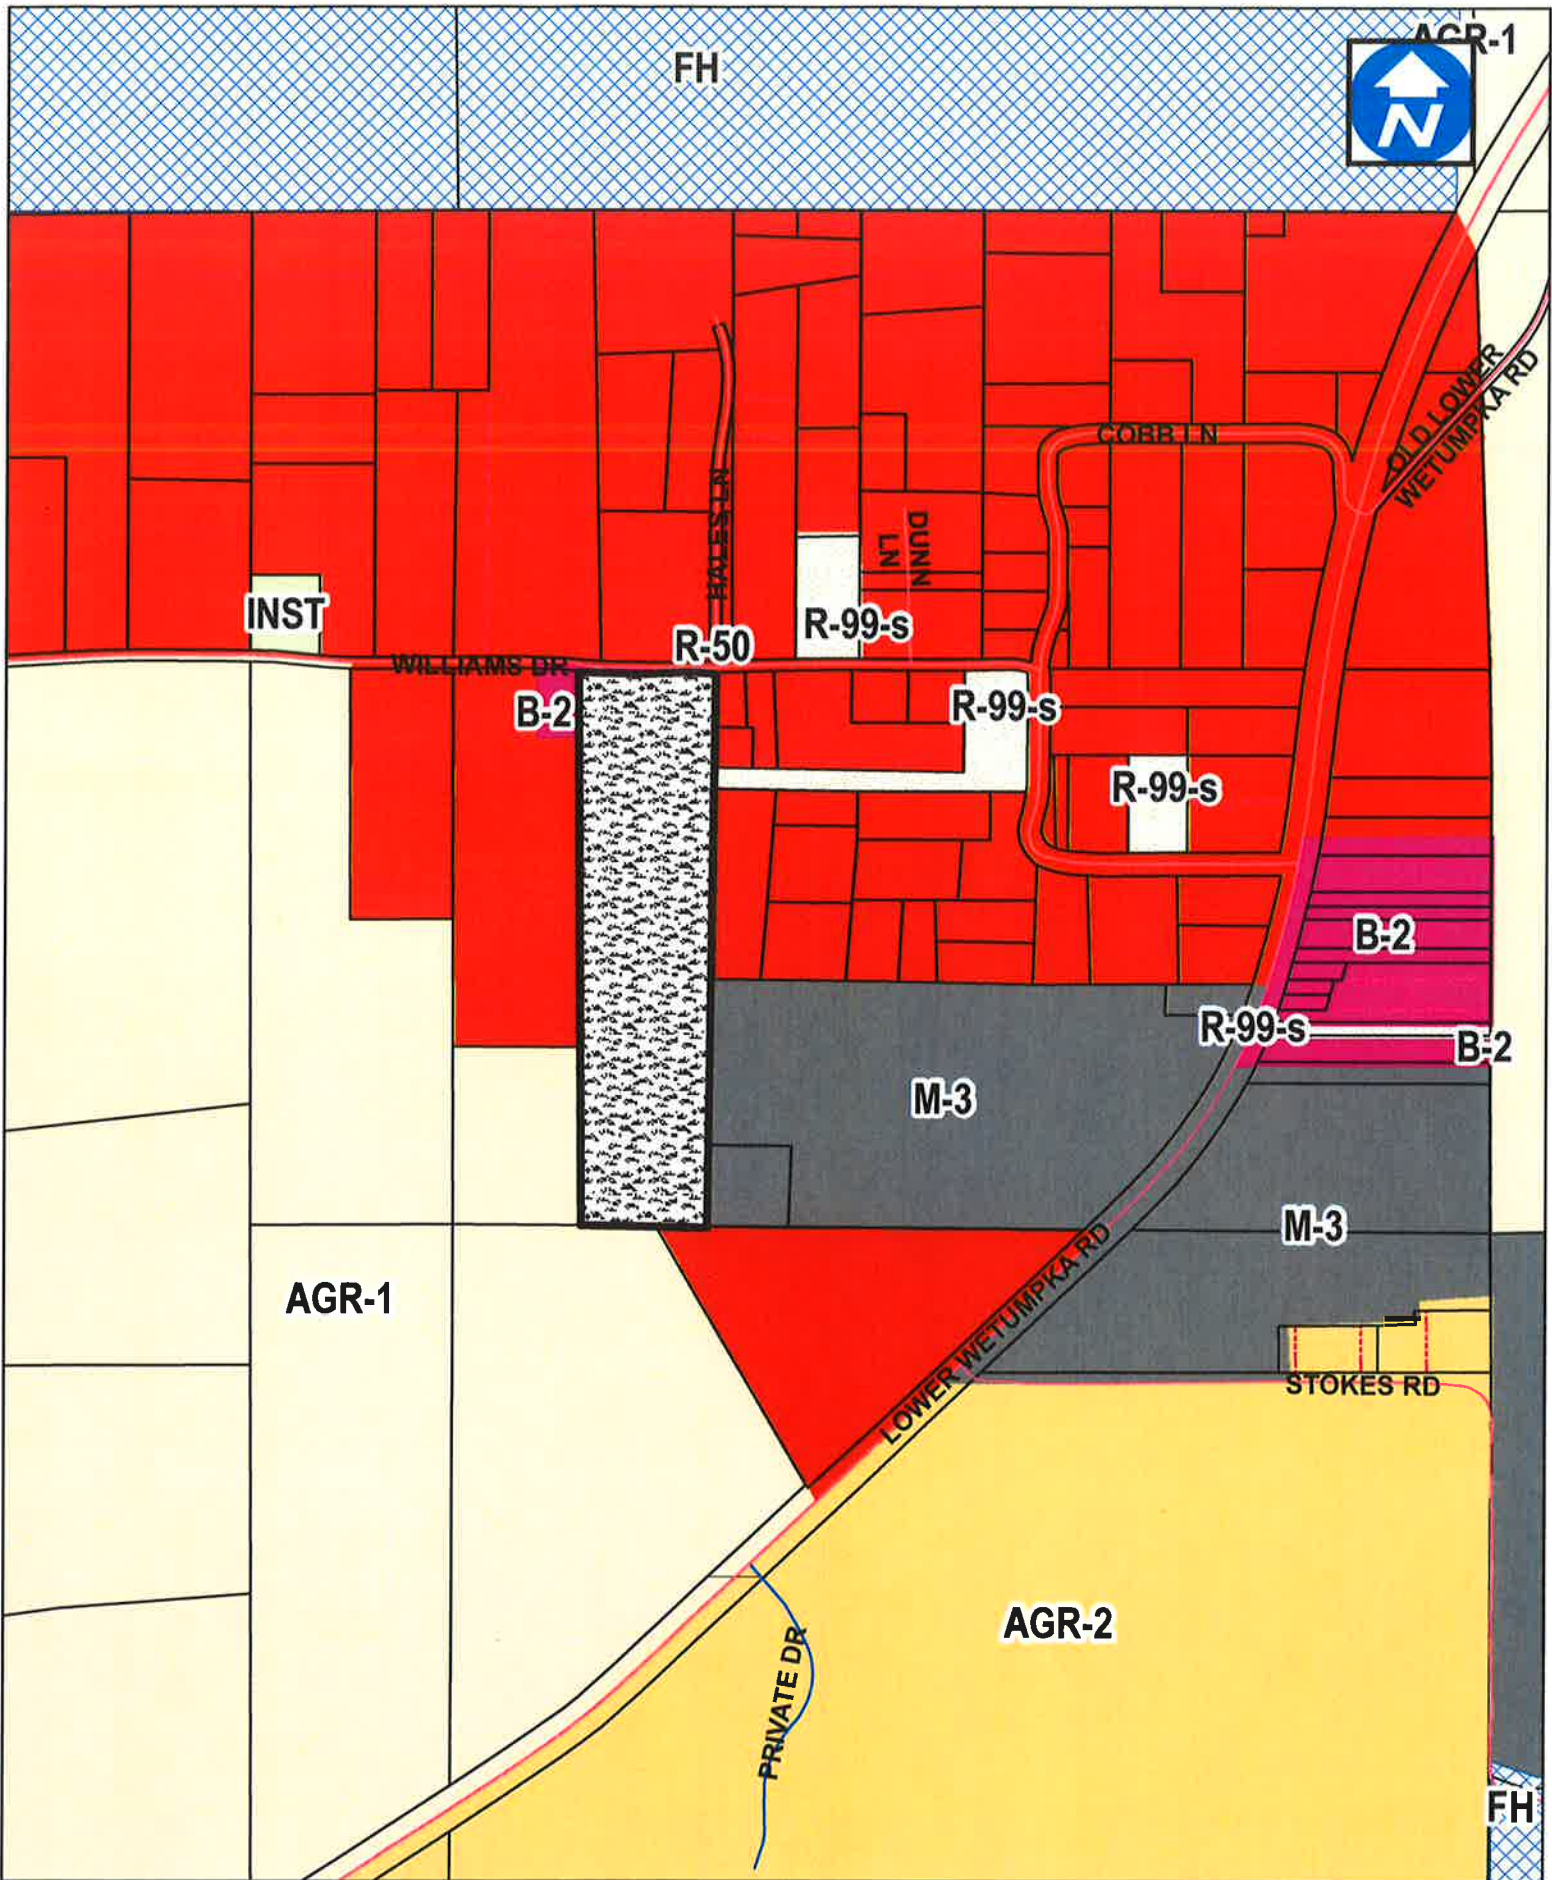 AGR-1
FH
N
OLD LOWER
WETUMPKA RD
COBB LN
HALES LN
DUNN
LN
INST
R-99-s
R-50
WILLIAMS DR
B-2
R-99-s
R-99-s
B-2
R-99-s
B-2
M-3
M-3
AGR-1
LOWER WETUMPKA RD
STOKES RD
AGR-2
PRIVATE DR
FH